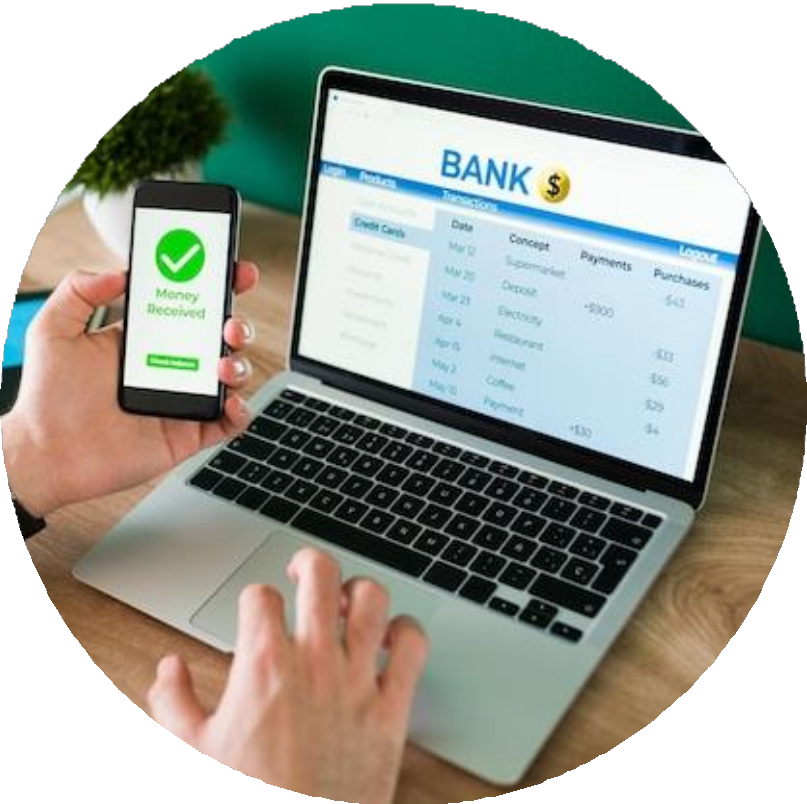 BANK $
Login Products Transactions Logout
Credit Cards
Date Concept Payments Purchases
Mar 12 Supermarket -$43
Mar 20 Deposit +$900
Mar 23 Electricity -$33
Apr 4 Restaurant -$56
Apr 15 Internet -$29
May 2 Coffee -$4
May 10 Payment +$30
Money
Received